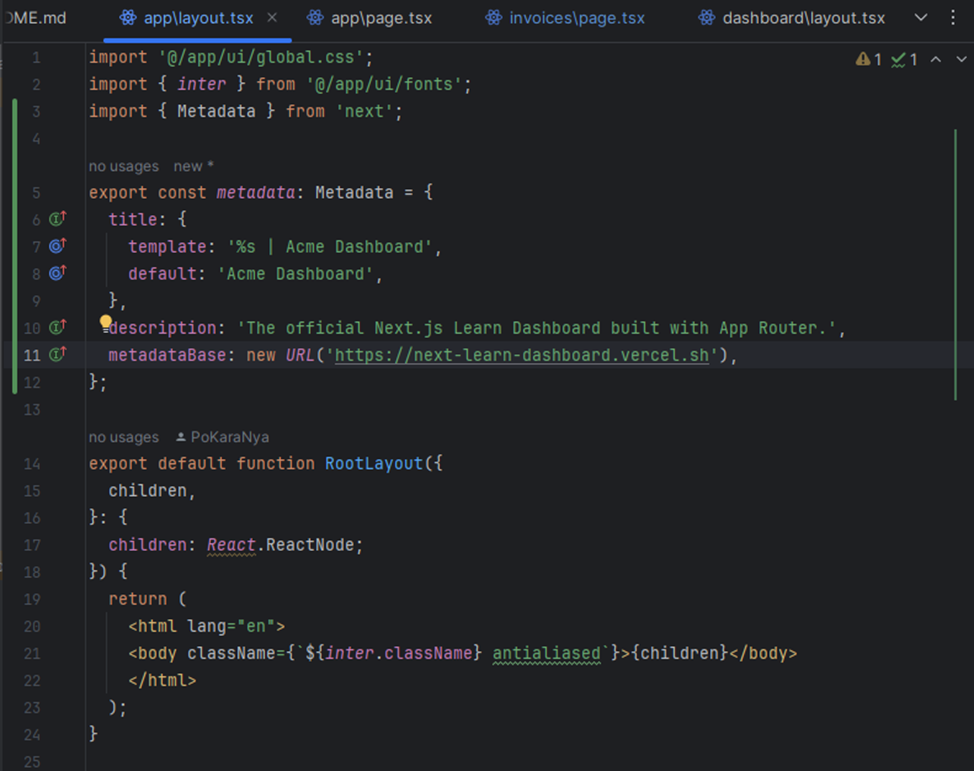 OME.md app\layout.tsx app\page.tsx invoices\page.tsx dashboard\layout.tsx
1 import '@/app/ui/global.css'; 1 1
2 import { inter } from '@/app/ui/fonts';
3 import { Metadata } from 'next';
4
no usages new *
5 export const metadata: Metadata = {
6 title: {
7 template: '%s | Acme Dashboard',
8 default: 'Acme Dashboard',
9 },
10 description: 'The official Next.js Learn Dashboard built with App Router.',
11 metadataBase: new URL('https://next-learn-dashboard.vercel.sh'),
12 };
13
no usages PoKaraNya
14 export default function RootLayout({
15 children,
16 }: {
17 children: React.ReactNode;
18 }) {
19 return (
20 <html lang="en">
21 <body className={`${inter.className} antialiased`}>{children}</body>
22 </html>
23 );
24 }
25